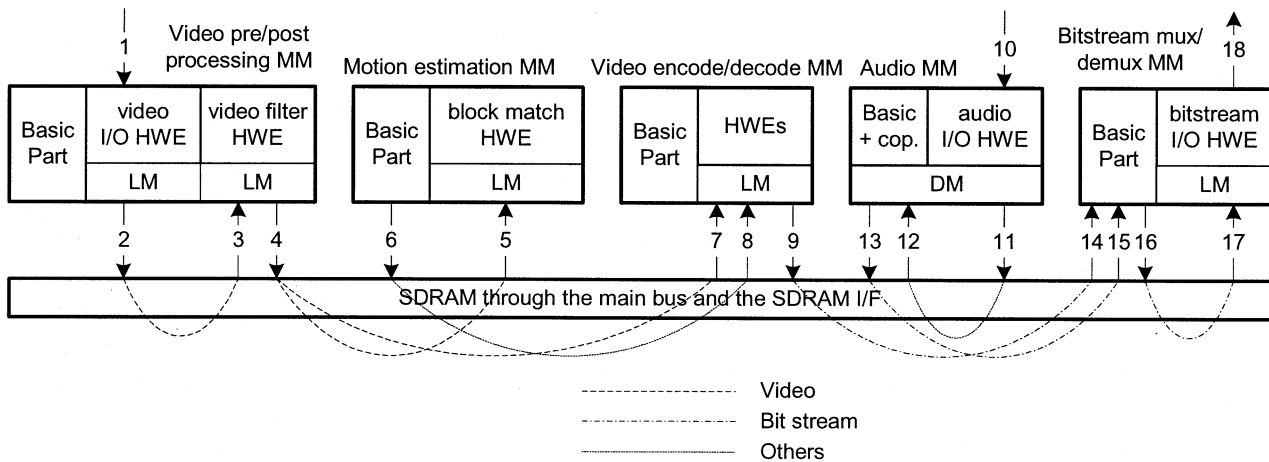 1
Video pre/post
processing MM
Motion estimation MM
Video encode/decode MM
Audio MM
10
Bitstream mux/
demux MM
18
Basic
Part
video
I/O HWE
LM
video filter
HWE
LM
Basic
Part
block match
HWE
LM
Basic
Part
HWEs
LM
Basic
+ cop.
audio
I/O HWE
DM
Basic
Part
bitstream
I/O HWE
LM
2
3
4
6
5
7
8
9
13
12
11
14
15
16
17
SDRAM through the main bus and the SDRAM I/F
Video
Bit stream
Others